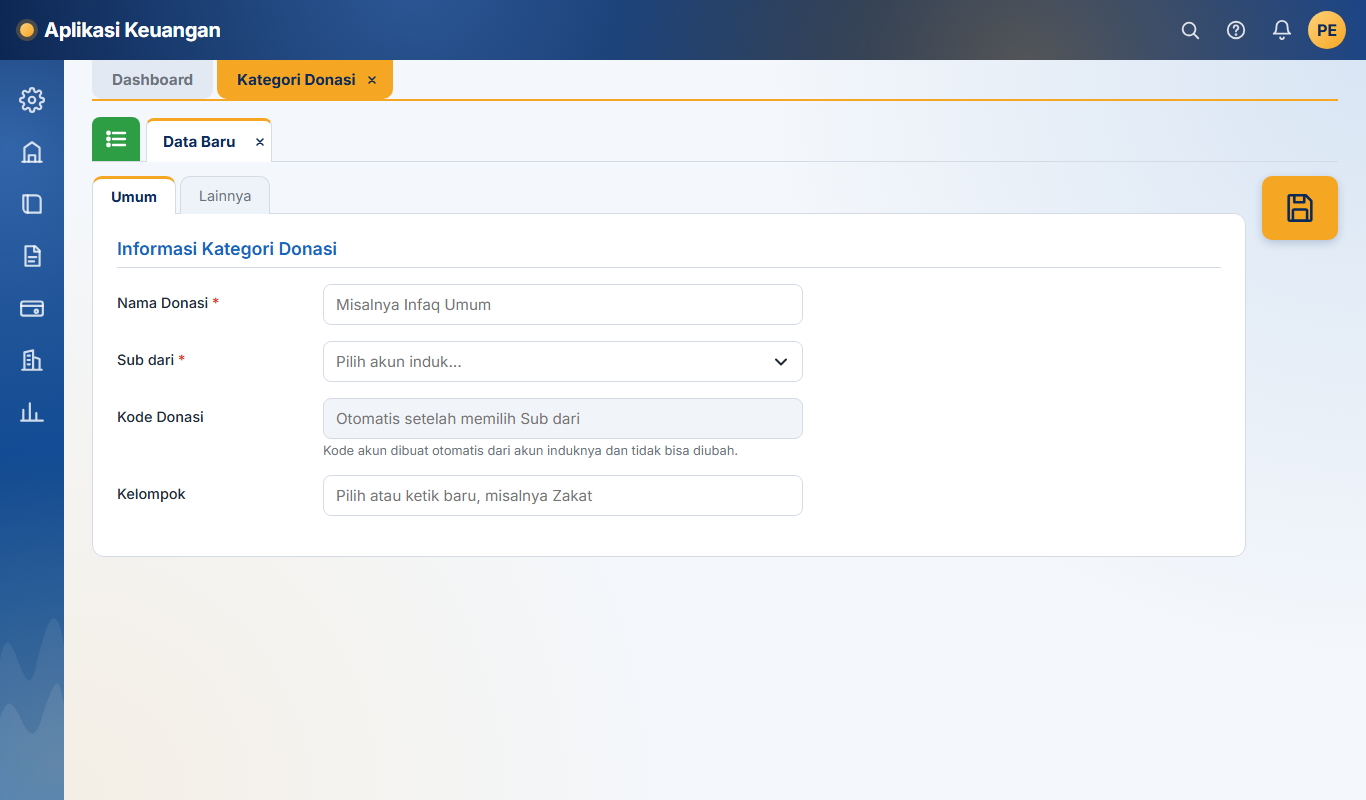 Aplikasi Keuangan
PE
Dashboard
Kategori Donasi ×
Data Baru ×
Umum
Lainnya
Informasi Kategori Donasi
Nama Donasi *
Misalnya Infaq Umum
Sub dari *
Pilih akun induk...
Kode Donasi
Otomatis setelah memilih Sub dari
Kode akun dibuat otomatis dari akun induknya dan tidak bisa diubah.
Kelompok
Pilih atau ketik baru, misalnya Zakat